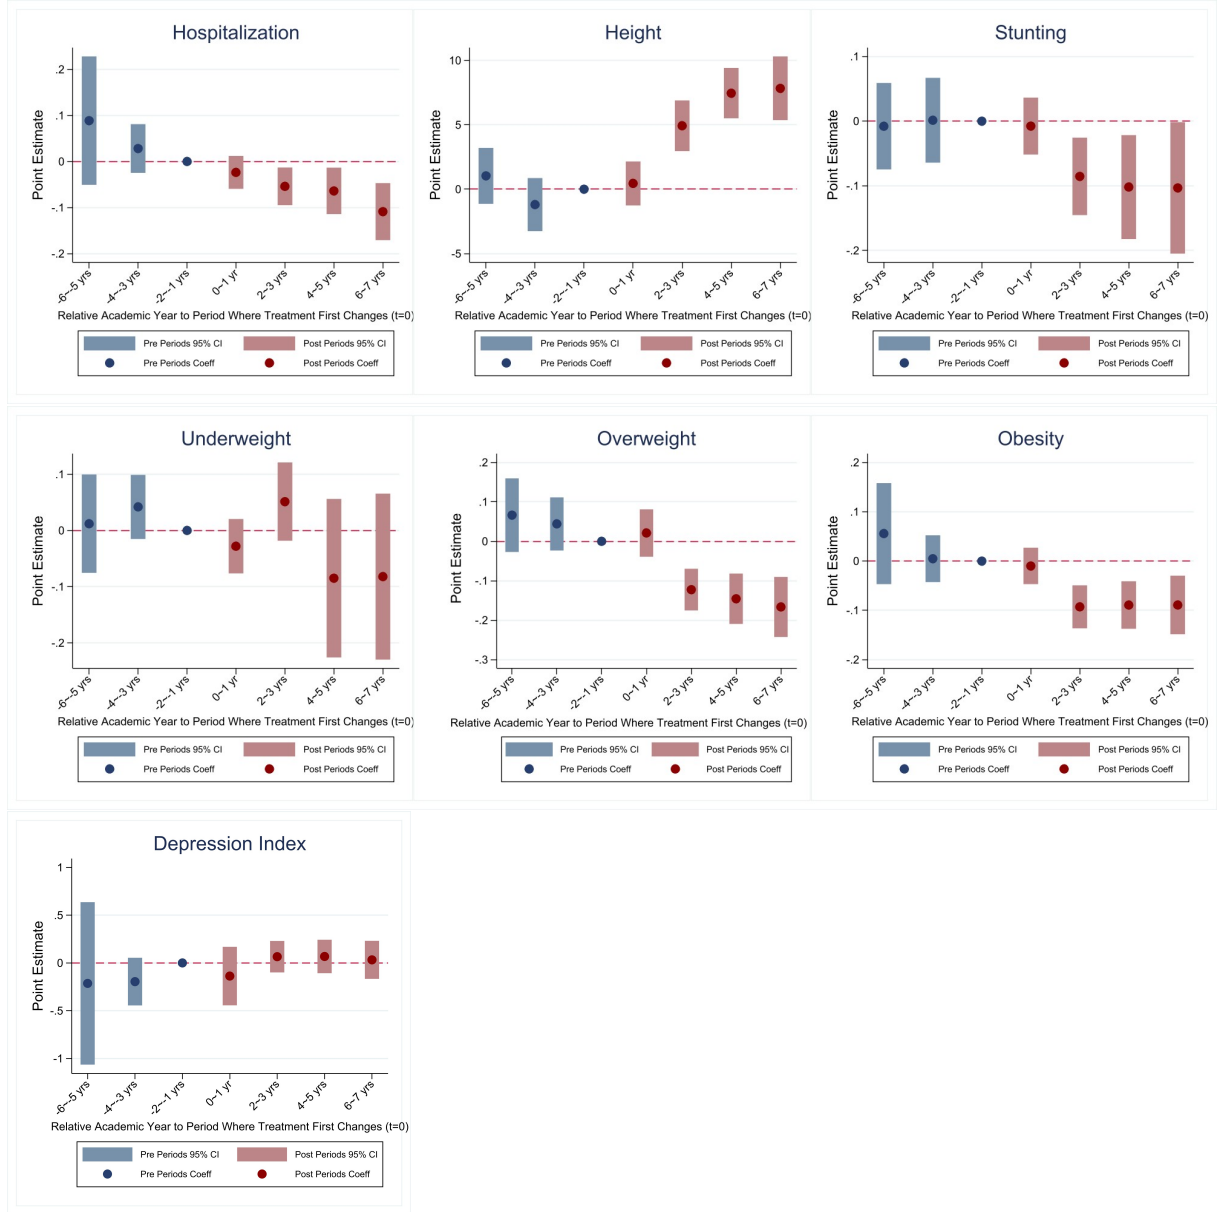 Hospitalization
Point Estimate
.2
.1
0
-.1
-.2
-6~-5 yrs
-4~-3 yrs
-2~-1 yrs
0~1 yr
2~3 yrs
4~5 yrs
6~7 yrs
Relative Academic Year to Period Where Treatment First Changes (t=0)
Pre Periods 95% CI
Post Periods 95% CI
Pre Periods Coeff
Post Periods Coeff
Height
Point Estimate
10
5
0
-5
-6~-5 yrs
-4~-3 yrs
-2~-1 yrs
0~1 yr
2~3 yrs
4~5 yrs
6~7 yrs
Relative Academic Year to Period Where Treatment First Changes (t=0)
Pre Periods 95% CI
Post Periods 95% CI
Pre Periods Coeff
Post Periods Coeff
Stunting
Point Estimate
.1
0
-.1
-.2
-6~-5 yrs
-4~-3 yrs
-2~-1 yrs
0~1 yr
2~3 yrs
4~5 yrs
6~7 yrs
Relative Academic Year to Period Where Treatment First Changes (t=0)
Pre Periods 95% CI
Post Periods 95% CI
Pre Periods Coeff
Post Periods Coeff
Underweight
Point Estimate
.1
0
-.1
-.2
-6~-5 yrs
-4~-3 yrs
-2~-1 yrs
0~1 yr
2~3 yrs
4~5 yrs
6~7 yrs
Relative Academic Year to Period Where Treatment First Changes (t=0)
Pre Periods 95% CI
Post Periods 95% CI
Pre Periods Coeff
Post Periods Coeff
Overweight
Point Estimate
.2
.1
0
-.1
-.2
-.3
-6~-5 yrs
-4~-3 yrs
-2~-1 yrs
0~1 yr
2~3 yrs
4~5 yrs
6~7 yrs
Relative Academic Year to Period Where Treatment First Changes (t=0)
Pre Periods 95% CI
Post Periods 95% CI
Pre Periods Coeff
Post Periods Coeff
Obesity
Point Estimate
.2
.1
0
-.1
-.2
-6~-5 yrs
-4~-3 yrs
-2~-1 yrs
0~1 yr
2~3 yrs
4~5 yrs
6~7 yrs
Relative Academic Year to Period Where Treatment First Changes (t=0)
Pre Periods 95% CI
Post Periods 95% CI
Pre Periods Coeff
Post Periods Coeff
Depression Index
Point Estimate
1
.5
0
-.5
-1
-6~-5 yrs
-4~-3 yrs
-2~-1 yrs
0~1 yr
2~3 yrs
4~5 yrs
6~7 yrs
Relative Academic Year to Period Where Treatment First Changes (t=0)
Pre Periods 95% CI
Post Periods 95% CI
Pre Periods Coeff
Post Periods Coeff